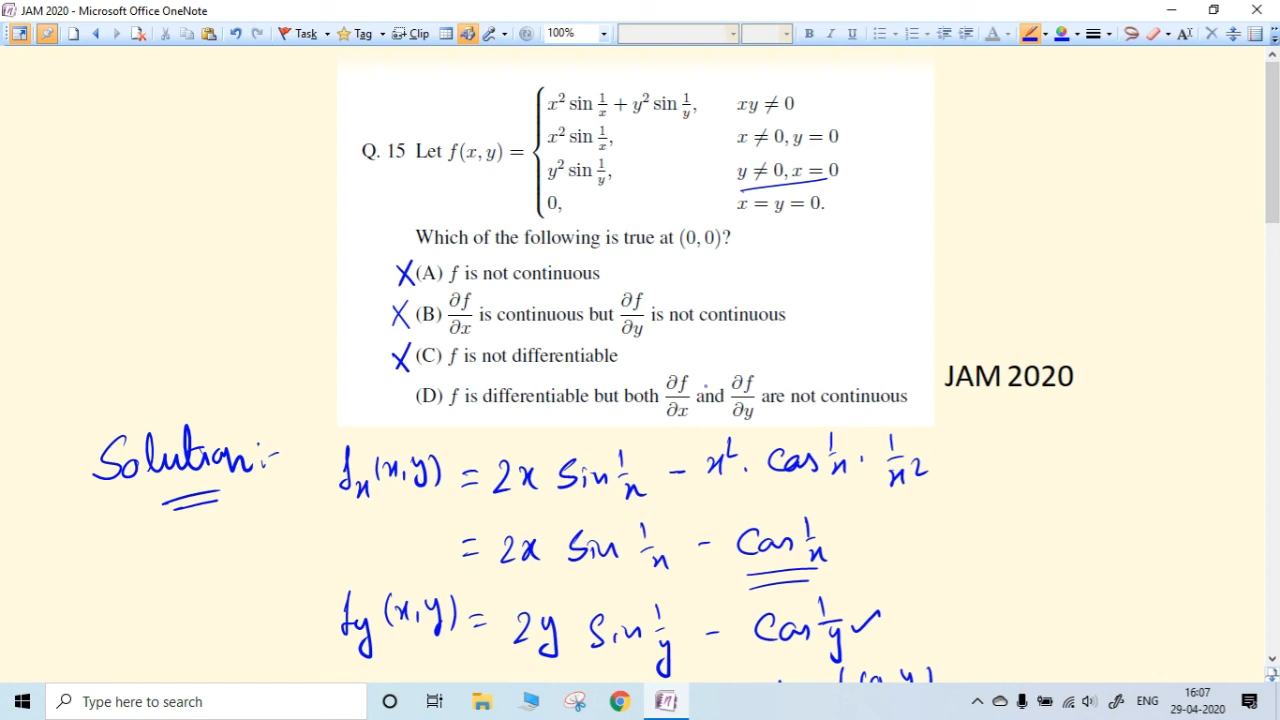 JAM 2020 - Microsoft Office OneNote
Task Tag Clip 100% B I U
Q. 15 Let f(x, y) =
x² sin 1/x + y² sin 1/y, xy ≠ 0
x² sin 1/x, x ≠ 0, y = 0
y² sin 1/y, y ≠ 0, x = 0
0, x = y = 0.
Which of the following is true at (0, 0)?
X (A) f is not continuous
X (B) ∂f/∂x is continuous but ∂f/∂y is not continuous
X (C) f is not differentiable
(D) f is differentiable but both ∂f/∂x and ∂f/∂y are not continuous
JAM 2020
Solution:-
fx(x,y) = 2x Sin 1/x - x². Cos 1/x . 1/x2
= 2x Sin 1/x - Cos 1/x
fy(x,y) = 2y Sin 1/y - Cos 1/y ✓
Type here to search
ENG
16:07
29-04-2020